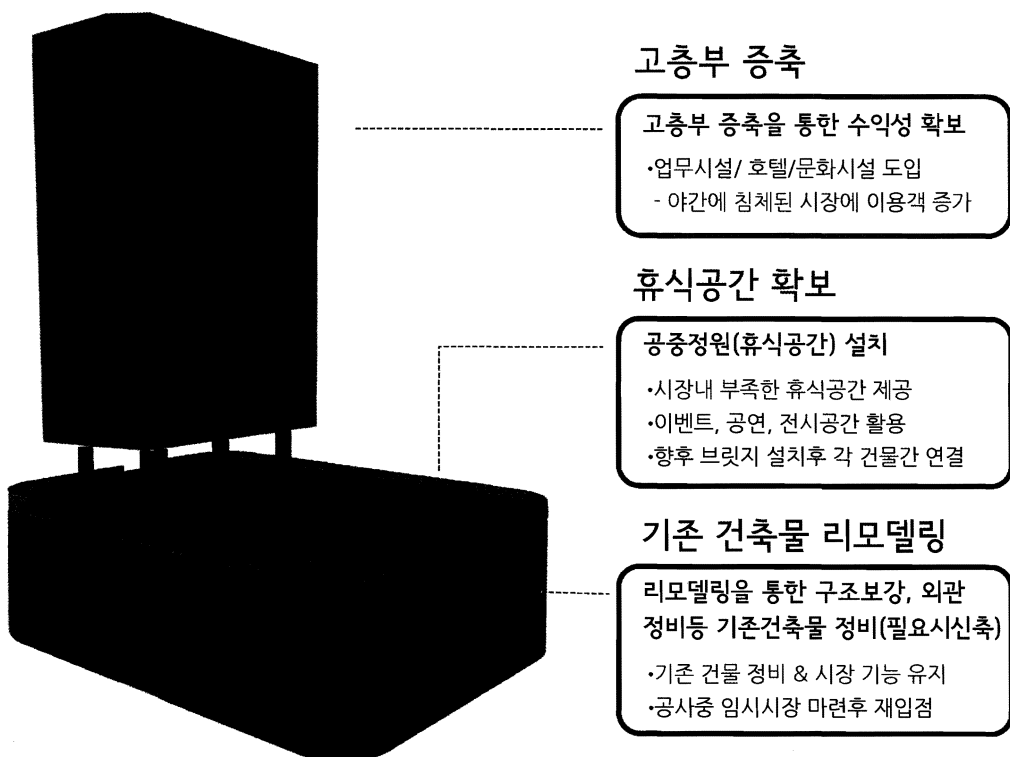 고층부 증축
고층부 증축을 통한 수익성 확보
•업무시설/ 호텔/문화시설 도입
- 야간에 침체된 시장에 이용객 증가
휴식공간 확보
공중정원(휴식공간) 설치
•시장내 부족한 휴식공간 제공
•이벤트, 공연, 전시공간 활용
•향후 브릿지 설치후 각 건물간 연결
기존 건축물 리모델링
리모델링을 통한 구조보강, 외관
정비등 기존건축물 정비(필요시신축)
•기존 건물 정비 & 시장 기능 유지
•공사중 임시시장 마련후 재입점